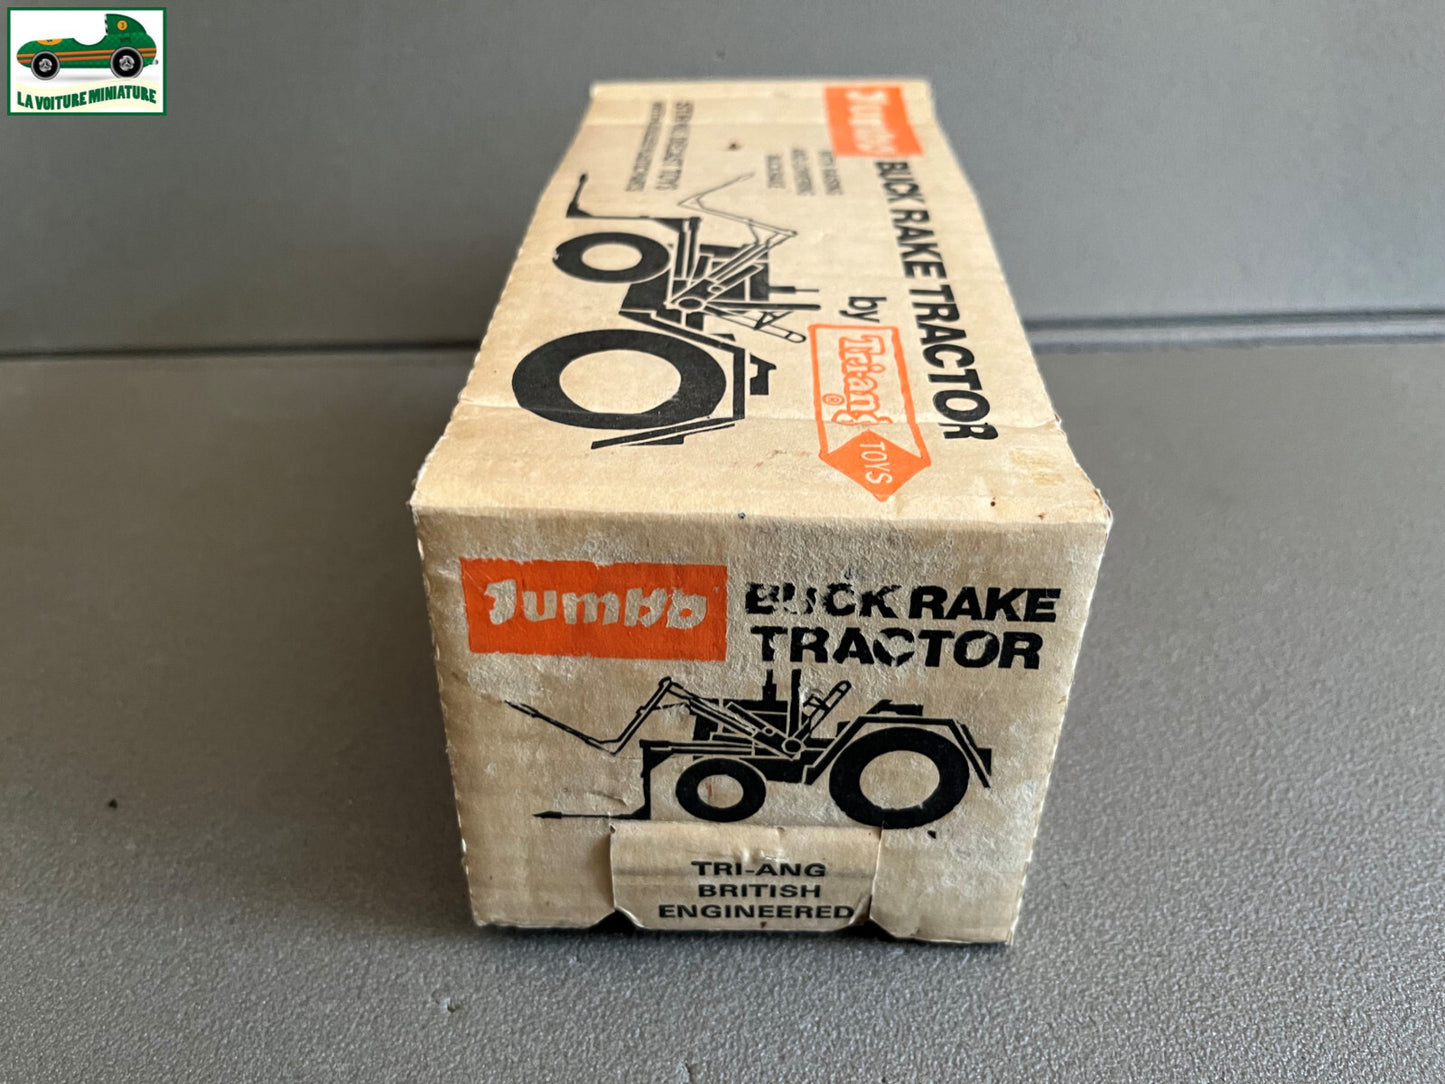 3
LA VOITURE MINIATURE
Jumbo
BUCK RAKE TRACTOR
by
Tri-ang
®
TOYS
Jumbo
BUCK RAKE
TRACTOR
TRI-ANG
BRITISH
ENGINEERED